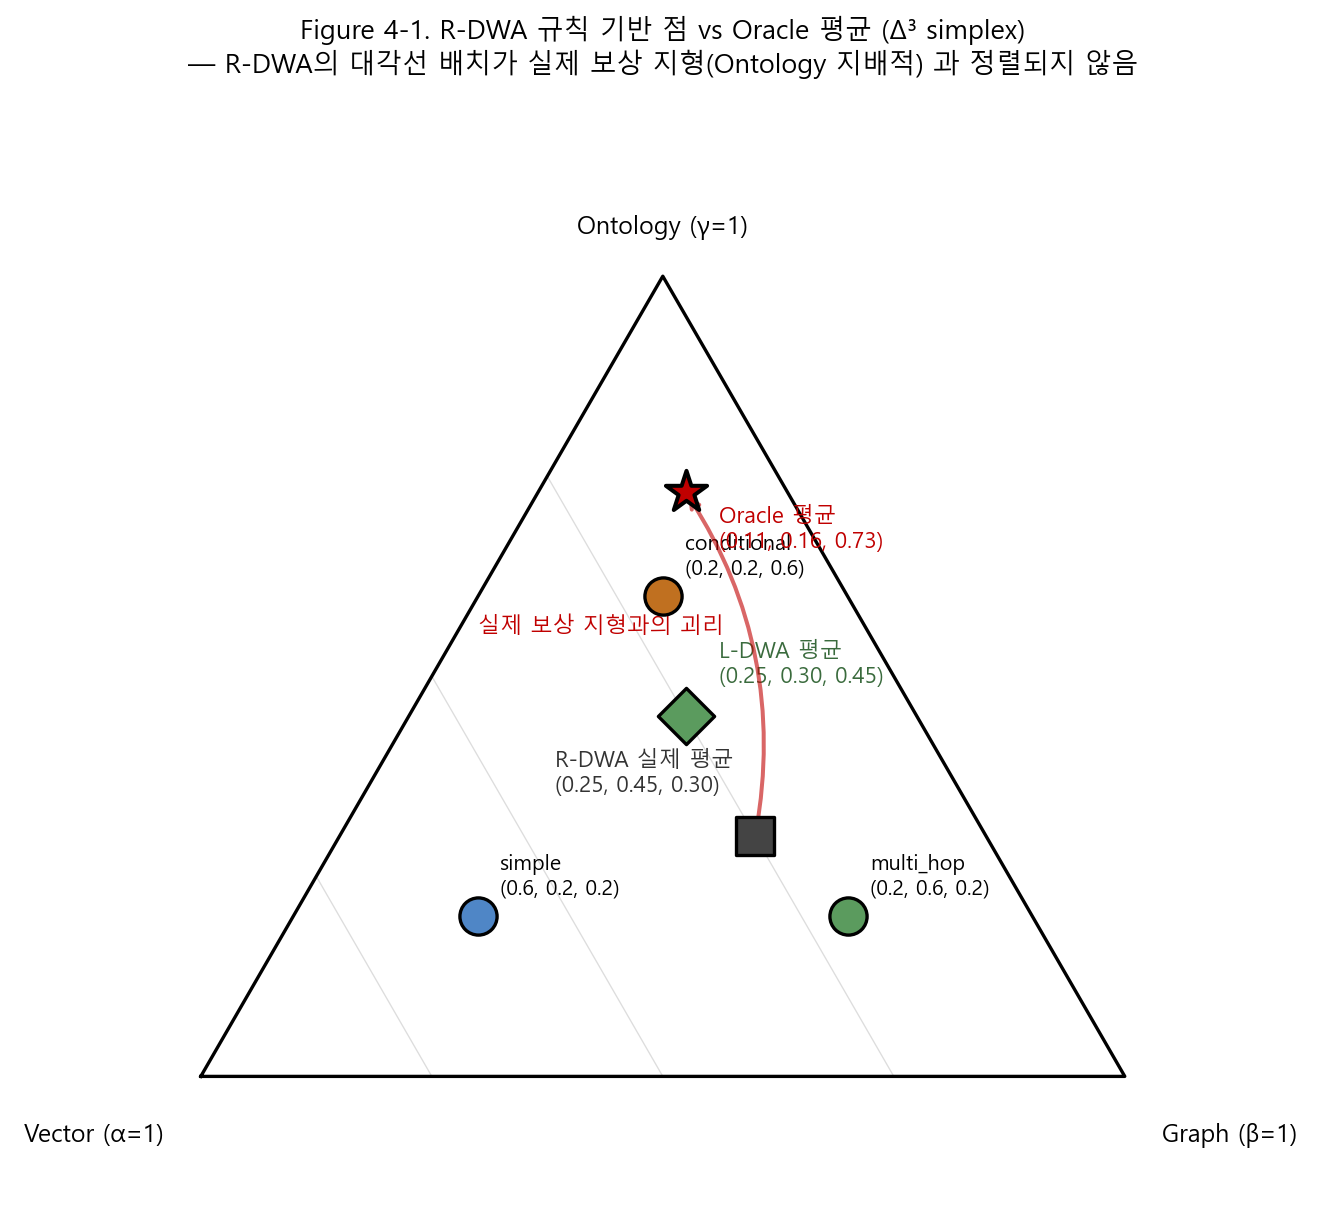 Figure 4-1. R-DWA 규칙 기반 점 vs Oracle 평균 (Δ³ simplex)
— R-DWA의 대각선 배치가 실제 보상 지형(Ontology 지배적) 과 정렬되지 않음
Ontology (γ=1)
Oracle 평균
(0.11, 0.16, 0.73)
conditional
(0.2, 0.2, 0.6)
실제 보상 지형과의 괴리
L-DWA 평균
(0.25, 0.30, 0.45)
R-DWA 실제 평균
(0.25, 0.45, 0.30)
simple
(0.6, 0.2, 0.2)
multi_hop
(0.2, 0.6, 0.2)
Vector (α=1)
Graph (β=1)